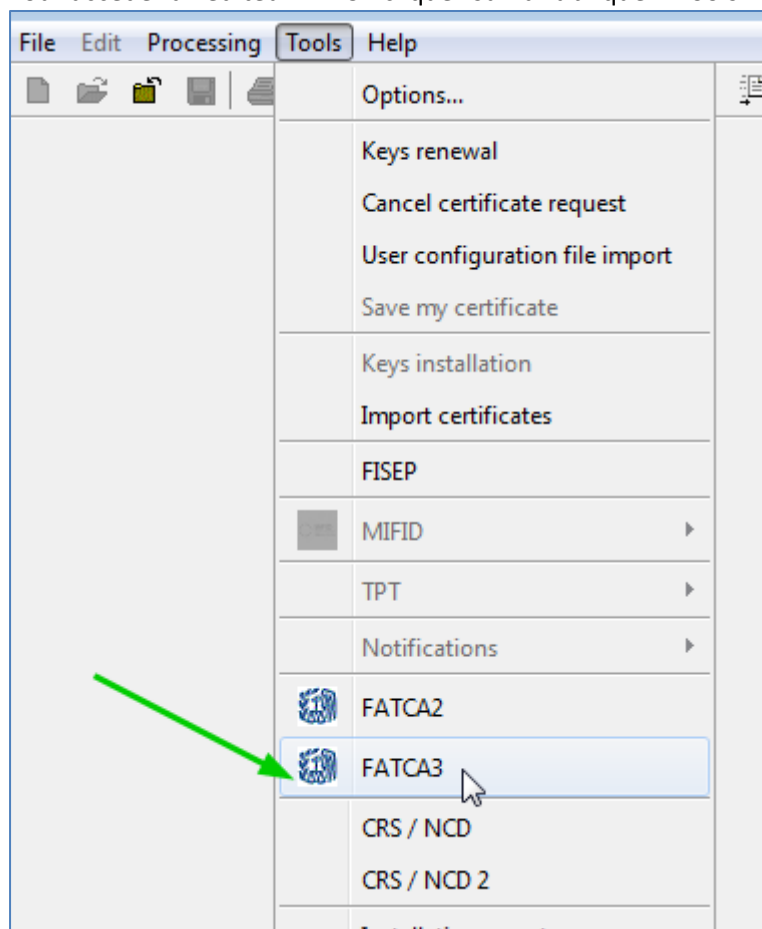 File Edit Processing Tools Help
Options...
Keys renewal
Cancel certificate request
User configuration file import
Save my certificate
Keys installation
Import certificates
FISEP
MIFID
TPT
Notifications
FATCA2
FATCA3
CRS / NCD
CRS / NCD 2